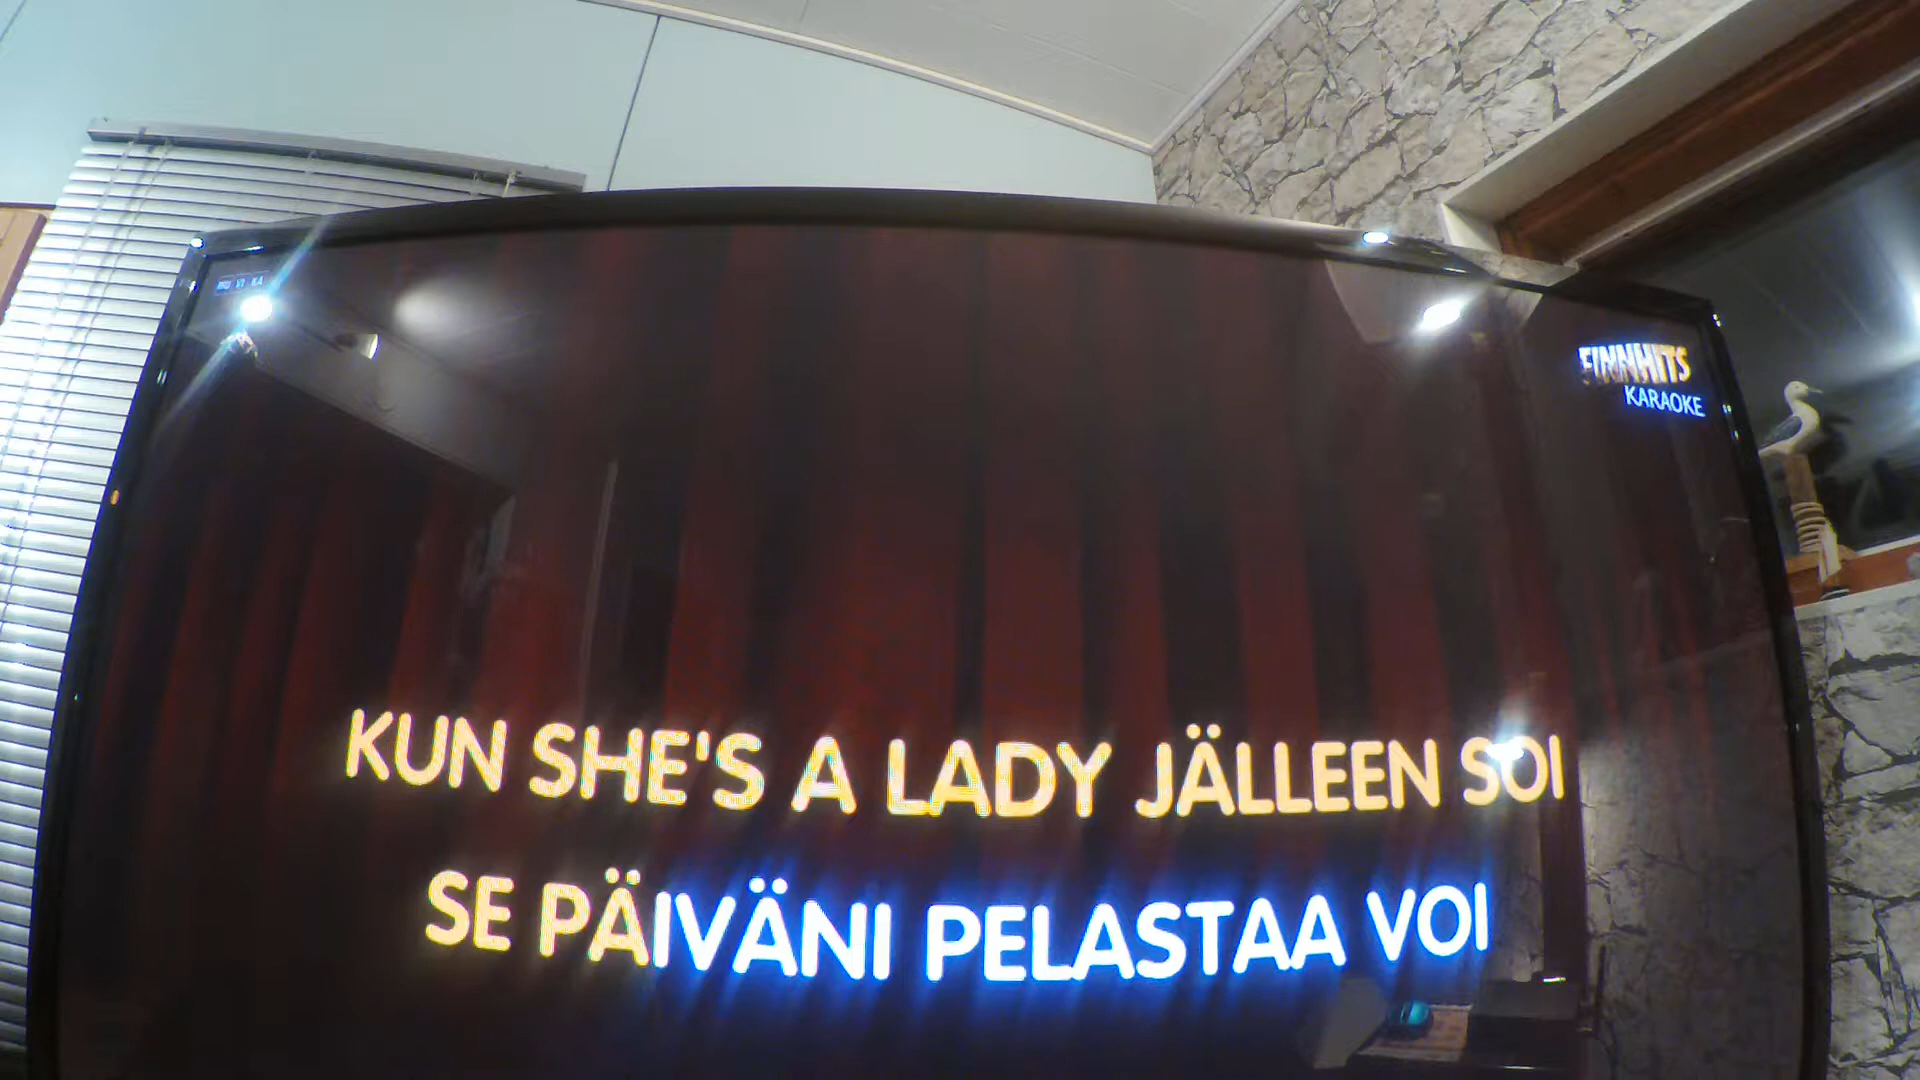 FINNHITS
KARAOKE
KUN SHE'S A LADY JÄLLEEN SOI
SE PÄIVÄNI PELASTAA VOI